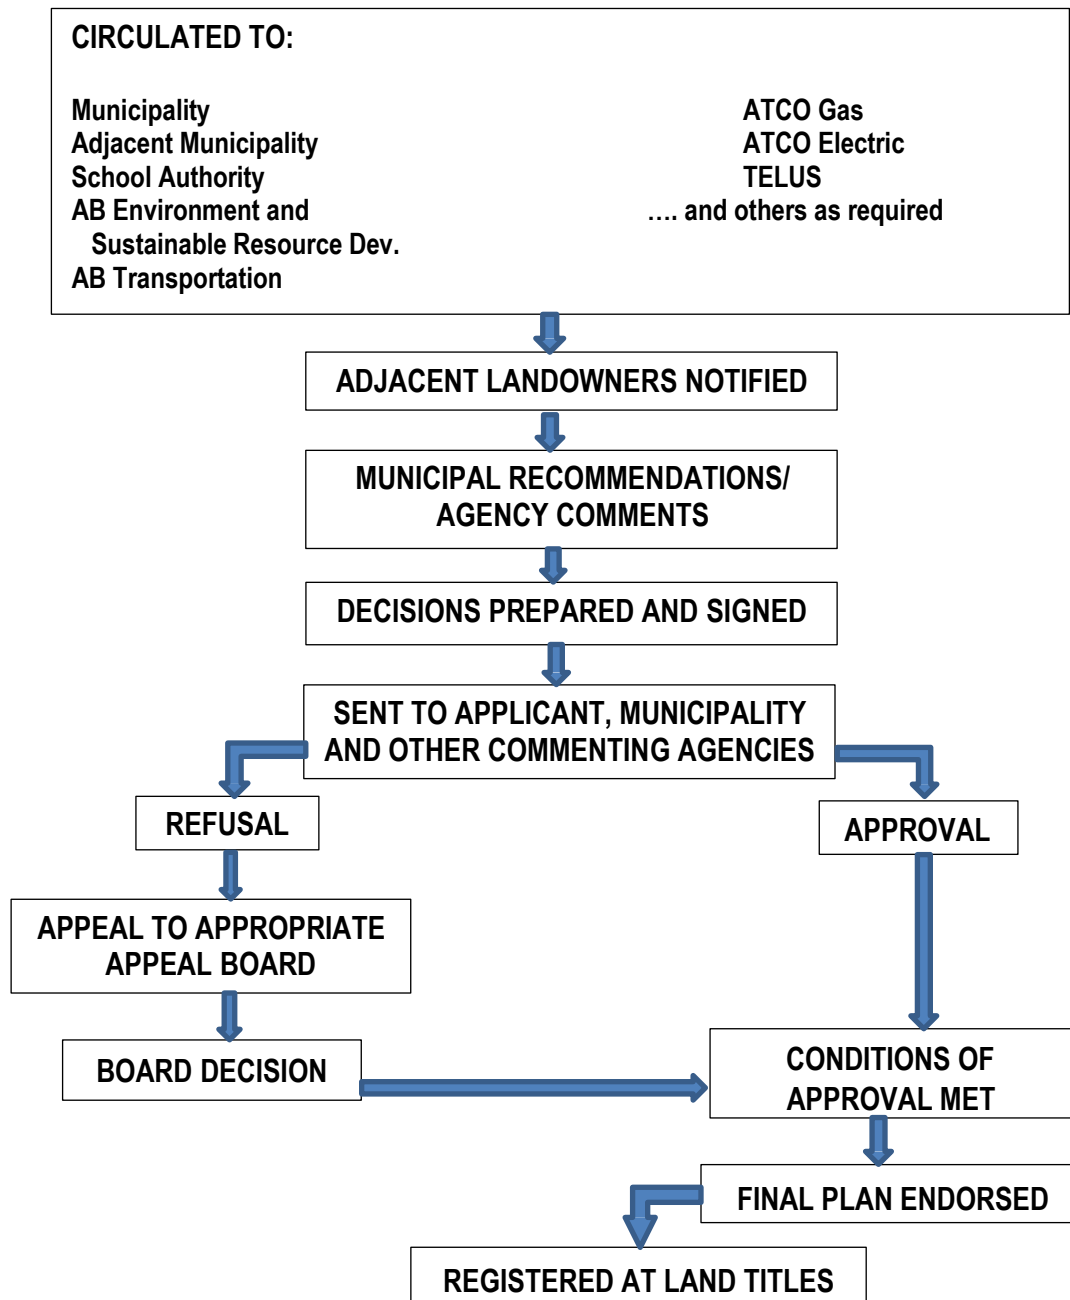 CIRCULATED TO:
Municipality
Adjacent Municipality
School Authority
AB Environment and
Sustainable Resource Dev.
AB Transportation
ATCO Gas
ATCO Electric
TELUS
…. and others as required
ADJACENT LANDOWNERS NOTIFIED
MUNICIPAL RECOMMENDATIONS/
AGENCY COMMENTS
DECISIONS PREPARED AND SIGNED
SENT TO APPLICANT, MUNICIPALITY
AND OTHER COMMENTING AGENCIES
REFUSAL
APPROVAL
APPEAL TO APPROPRIATE
APPEAL BOARD
BOARD DECISION
CONDITIONS OF
APPROVAL MET
FINAL PLAN ENDORSED
REGISTERED AT LAND TITLES